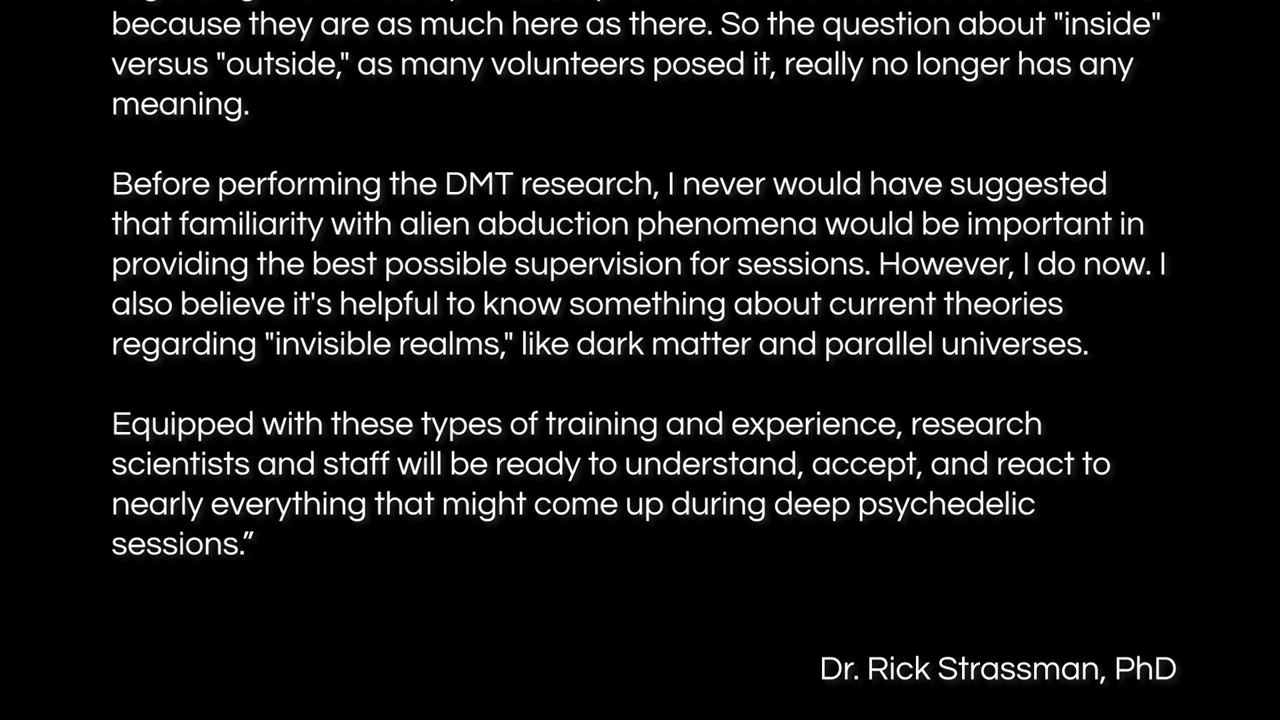 because they are as much here as there. So the question about "inside"
versus "outside," as many volunteers posed it, really no longer has any
meaning.
Before performing the DMT research, I never would have suggested
that familiarity with alien abduction phenomena would be important in
providing the best possible supervision for sessions. However, I do now. I
also believe it's helpful to know something about current theories
regarding "invisible realms," like dark matter and parallel universes.
Equipped with these types of training and experience, research
scientists and staff will be ready to understand, accept, and react to
nearly everything that might come up during deep psychedelic
sessions.”
Dr. Rick Strassman, PhD